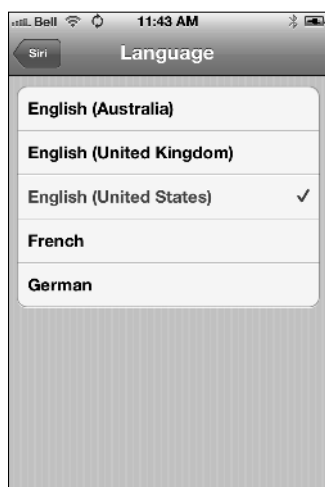 Bell 11:43 AM
Siri Language
English (Australia)
English (United Kingdom)
English (United States)
French
German